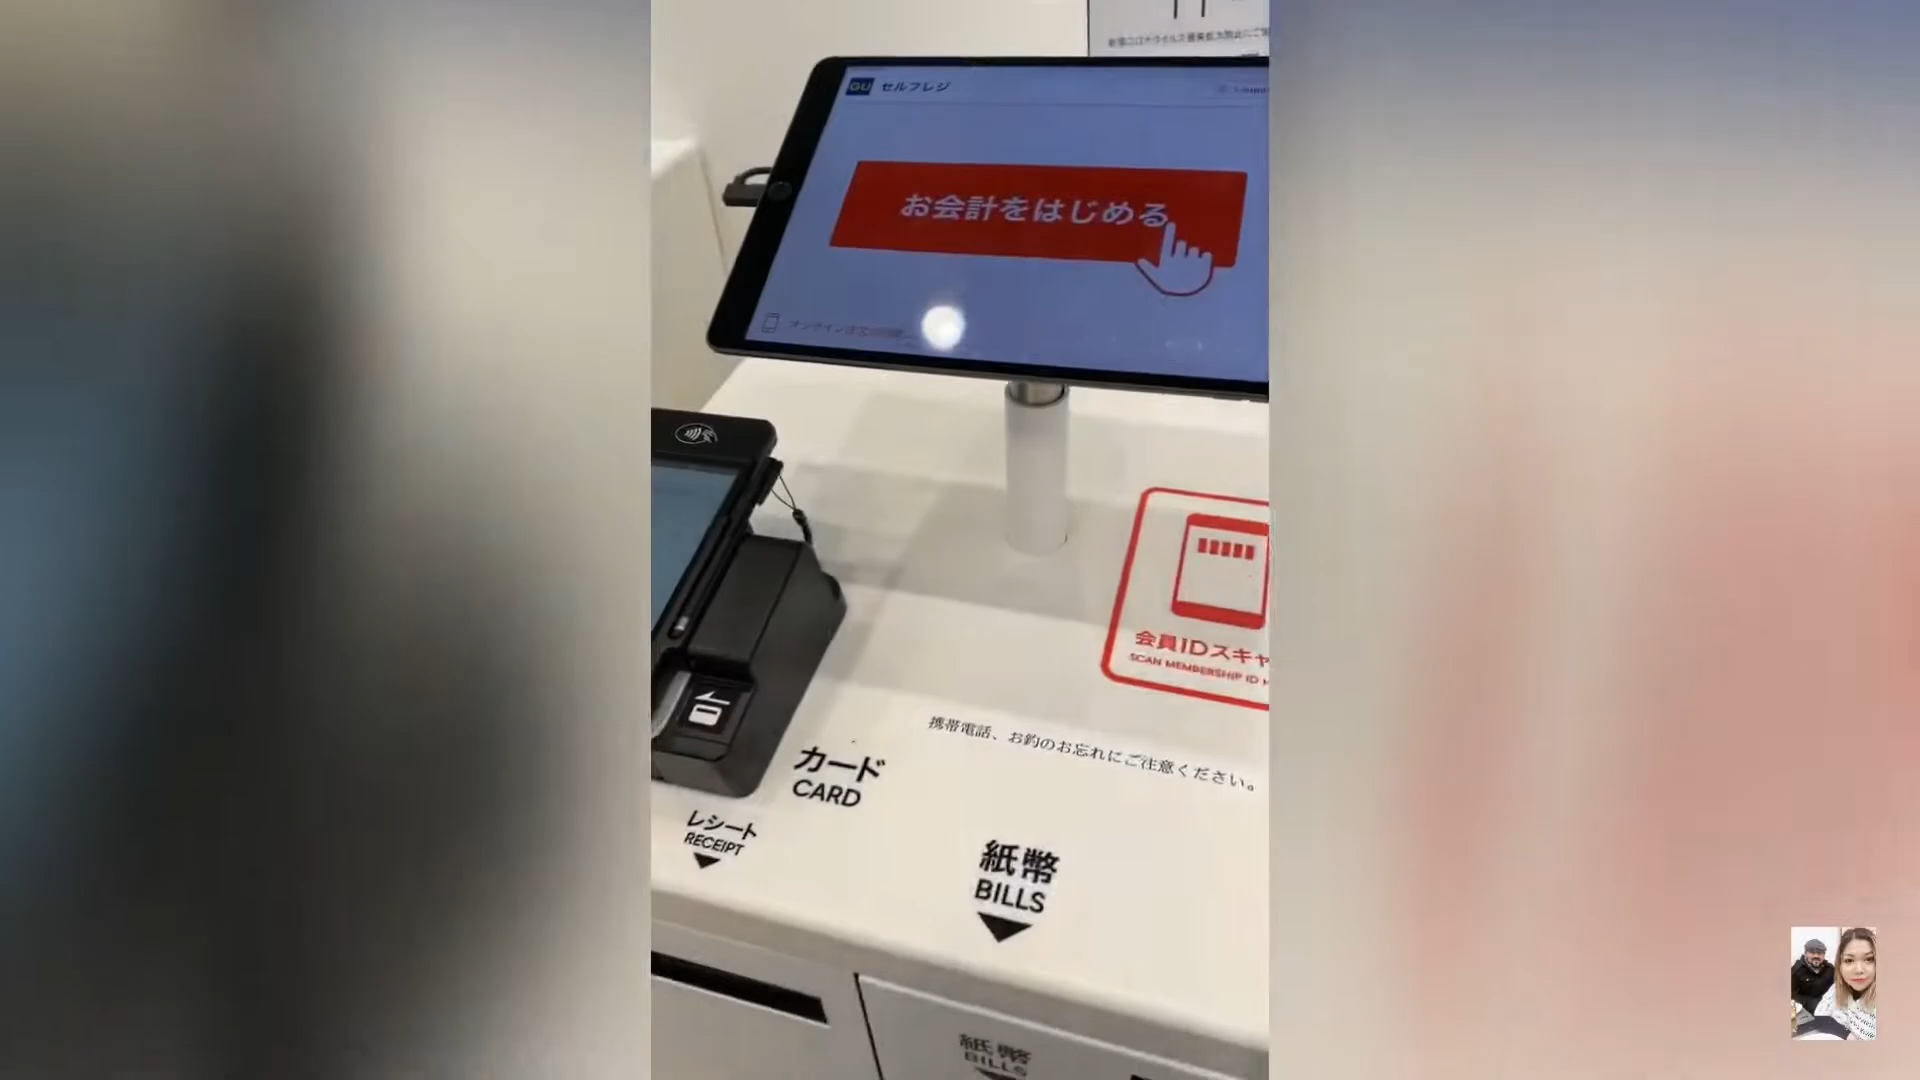 GU セルフレジ
お会計をはじめる
会員IDスキャ
SCAN MEMBERSHIP ID
携帯電話、お釣のお忘れにご注意ください。
カード
CARD
レシート
RECEIPT
紙幣
BILLS
紙幣
BILLS